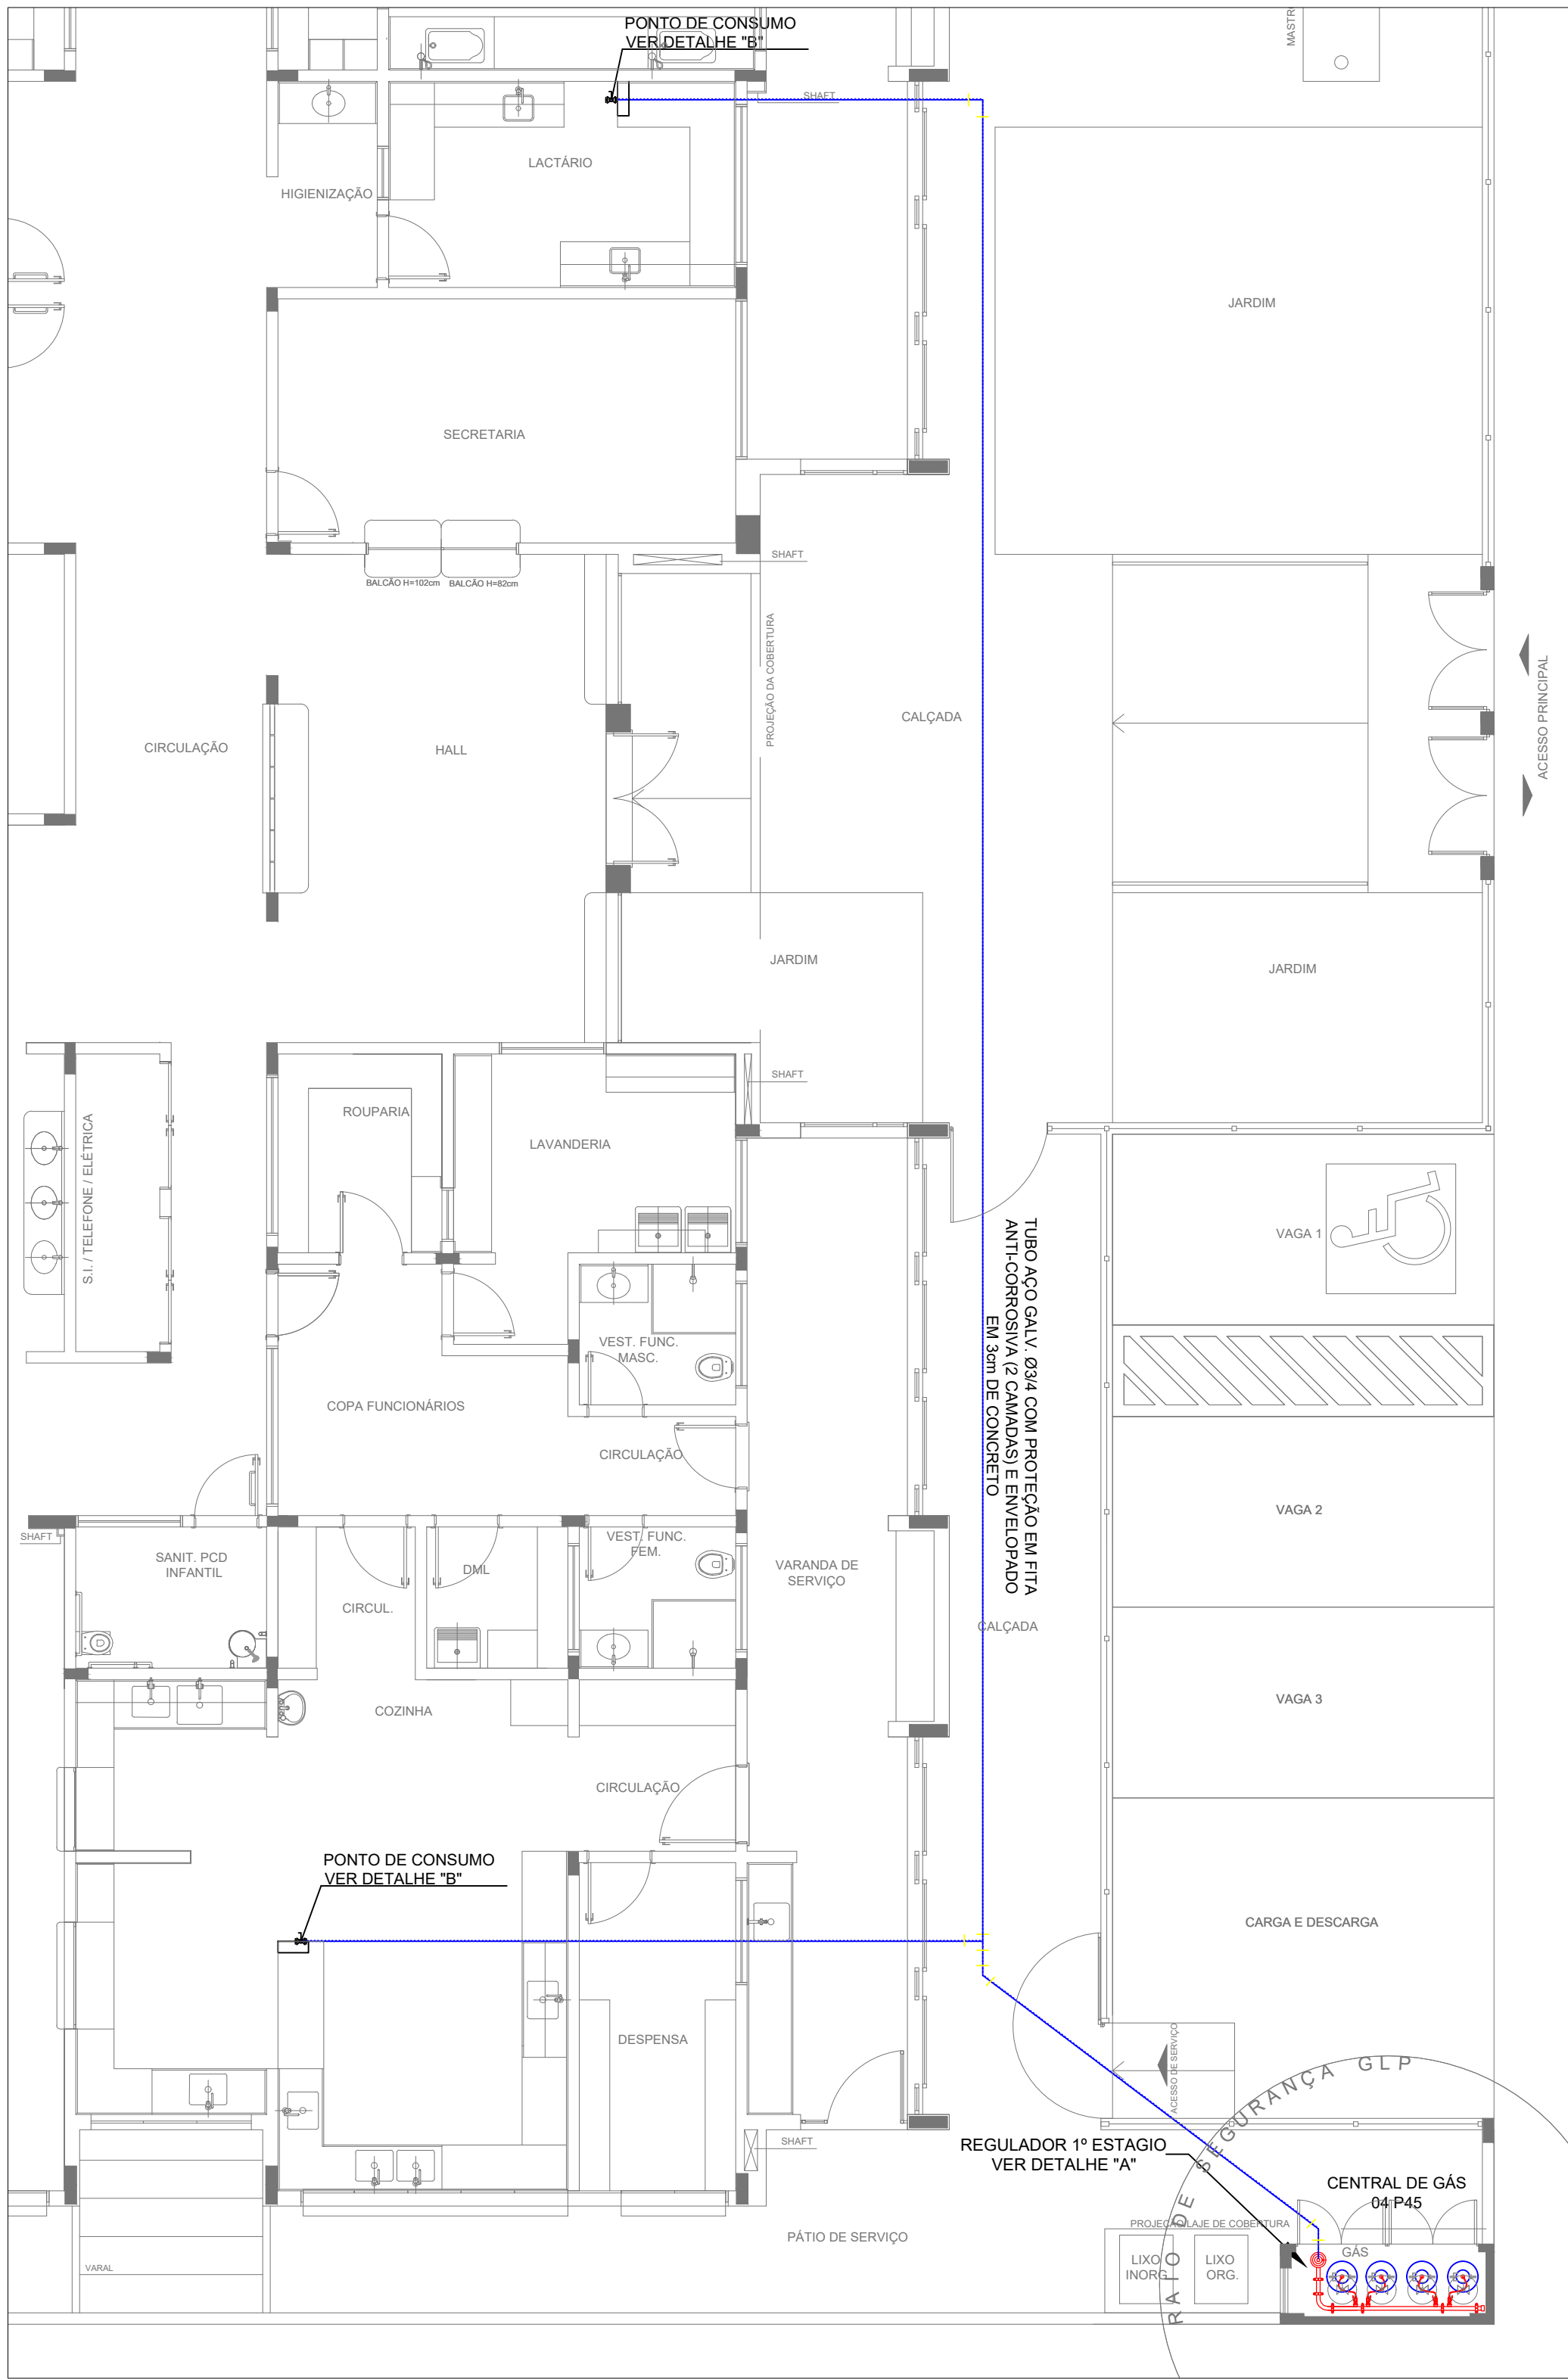 PONTO DE CONSUMO
VER DETALHE "B"
SHAFT
LACTÁRIO
HIGIENIZAÇÃO
JARDIM
SECRETARIA
SHAFT
BALCÃO H=102cm
BALCÃO H=82cm
PROJEÇÃO DA COBERTURA
CALÇADA
ACESSO PRINCIPAL
CIRCULAÇÃO
HALL
JARDIM
JARDIM
SHAFT
ROUPARIA
LAVANDERIA
S.I. / TELEFONE / ELÉTRICA
VAGA 1
TUBO AÇO GALV. Ø3/4 COM PROTEÇÃO EM FITA
ANTI-CORROSIVA (2 CAMADAS) E ENVELOPADO
EM 3cm DE CONCRETO
VEST. FUNC.
MASC.
COPA FUNCIONÁRIOS
CIRCULAÇÃO
VAGA 2
SHAFT
SANIT. PCD
INFANTIL
VEST. FUNC.
FEM.
DML
CIRCUL.
VARANDA DE
SERVIÇO
CALÇADA
VAGA 3
COZINHA
CIRCULAÇÃO
PONTO DE CONSUMO
VER DETALHE "B"
CARGA E DESCARGA
DESPENSA
ACESSO DE SERVIÇO
RAIO DE SEGURANÇA GLP
SHAFT
REGULADOR 1º ESTAGIO
VER DETALHE "A"
CENTRAL DE GÁS
04 P45
PROJEÇÃO LAJE DE COBERTURA
PÁTIO DE SERVIÇO
GÁS
LIXO
INORG.
LIXO
ORG.
VARAL